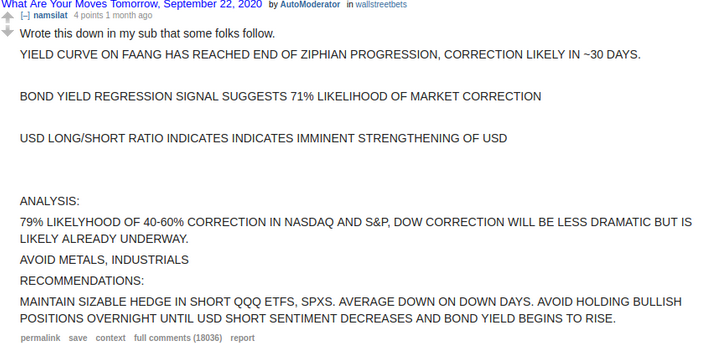 What Are Your Moves Tomorrow, September 22, 2020 by AutoModerator in wallstreetbets
[–] namsilat 4 points 1 month ago
Wrote this down in my sub that some folks follow.
YIELD CURVE ON FAANG HAS REACHED END OF ZIPHIAN PROGRESSION, CORRECTION LIKELY IN ~30 DAYS.
BOND YIELD REGRESSION SIGNAL SUGGESTS 71% LIKELIHOOD OF MARKET CORRECTION
USD LONG/SHORT RATIO INDICATES INDICATES IMMINENT STRENGTHENING OF USD
ANALYSIS:
79% LIKELYHOOD OF 40-60% CORRECTION IN NASDAQ AND S&P, DOW CORRECTION WILL BE LESS DRAMATIC BUT IS
LIKELY ALREADY UNDERWAY.
AVOID METALS, INDUSTRIALS
RECOMMENDATIONS:
MAINTAIN SIZABLE HEDGE IN SHORT QQQ ETFS, SPXS. AVERAGE DOWN ON DOWN DAYS. AVOID HOLDING BULLISH
POSITIONS OVERNIGHT UNTIL USD SHORT SENTIMENT DECREASES AND BOND YIELD BEGINS TO RISE.
permalink save context full comments (18036) report